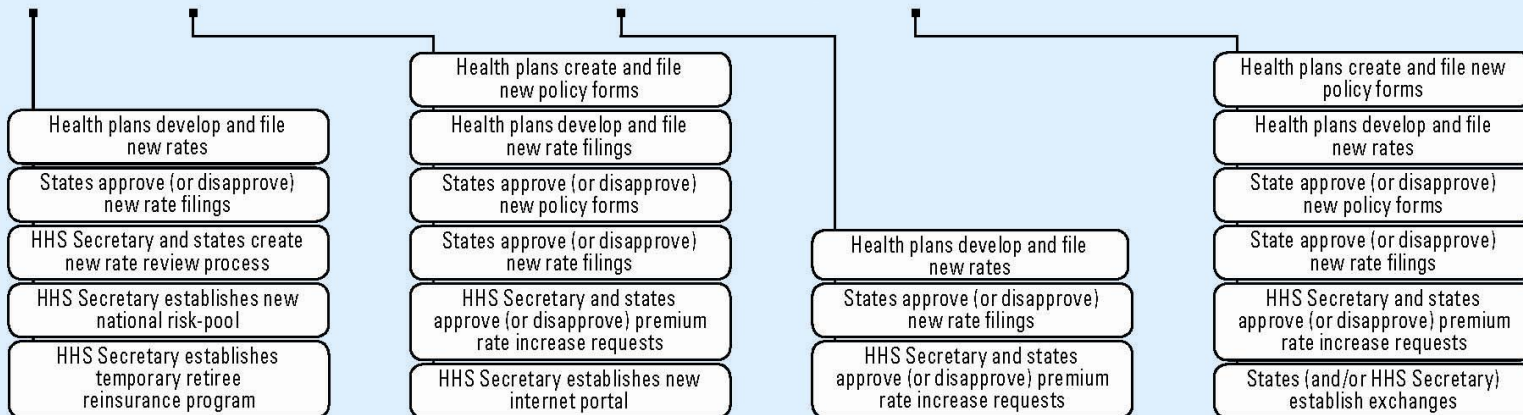 Health plans develop and file
new rates
States approve (or disapprove)
new rate filings
HHS Secretary and states create
new rate review process
HHS Secretary establishes new
national risk-pool
HHS Secretary establishes
temporary retiree
reinsurance program
Health plans create and file
new policy forms
Health plans develop and file
new rate filings
States approve (or disapprove)
new policy forms
States approve (or disapprove)
new rate filings
HHS Secretary and states
approve (or disapprove) premium
rate increase requests
HHS Secretary establishes new
internet portal
Health plans develop and file
new rates
States approve (or disapprove)
new rate filings
HHS Secretary and states
approve (or disapprove) premium
rate increase requests
Health plans create and file new
policy forms
Health plans develop and file
new rates
State approve (or disapprove)
new policy forms
State approve (or disapprove)
new rate filings
HHS Secretary and states
approve (or disapprove) premium
rate increase requests
States (and/or HHS Secretary)
establish exchanges